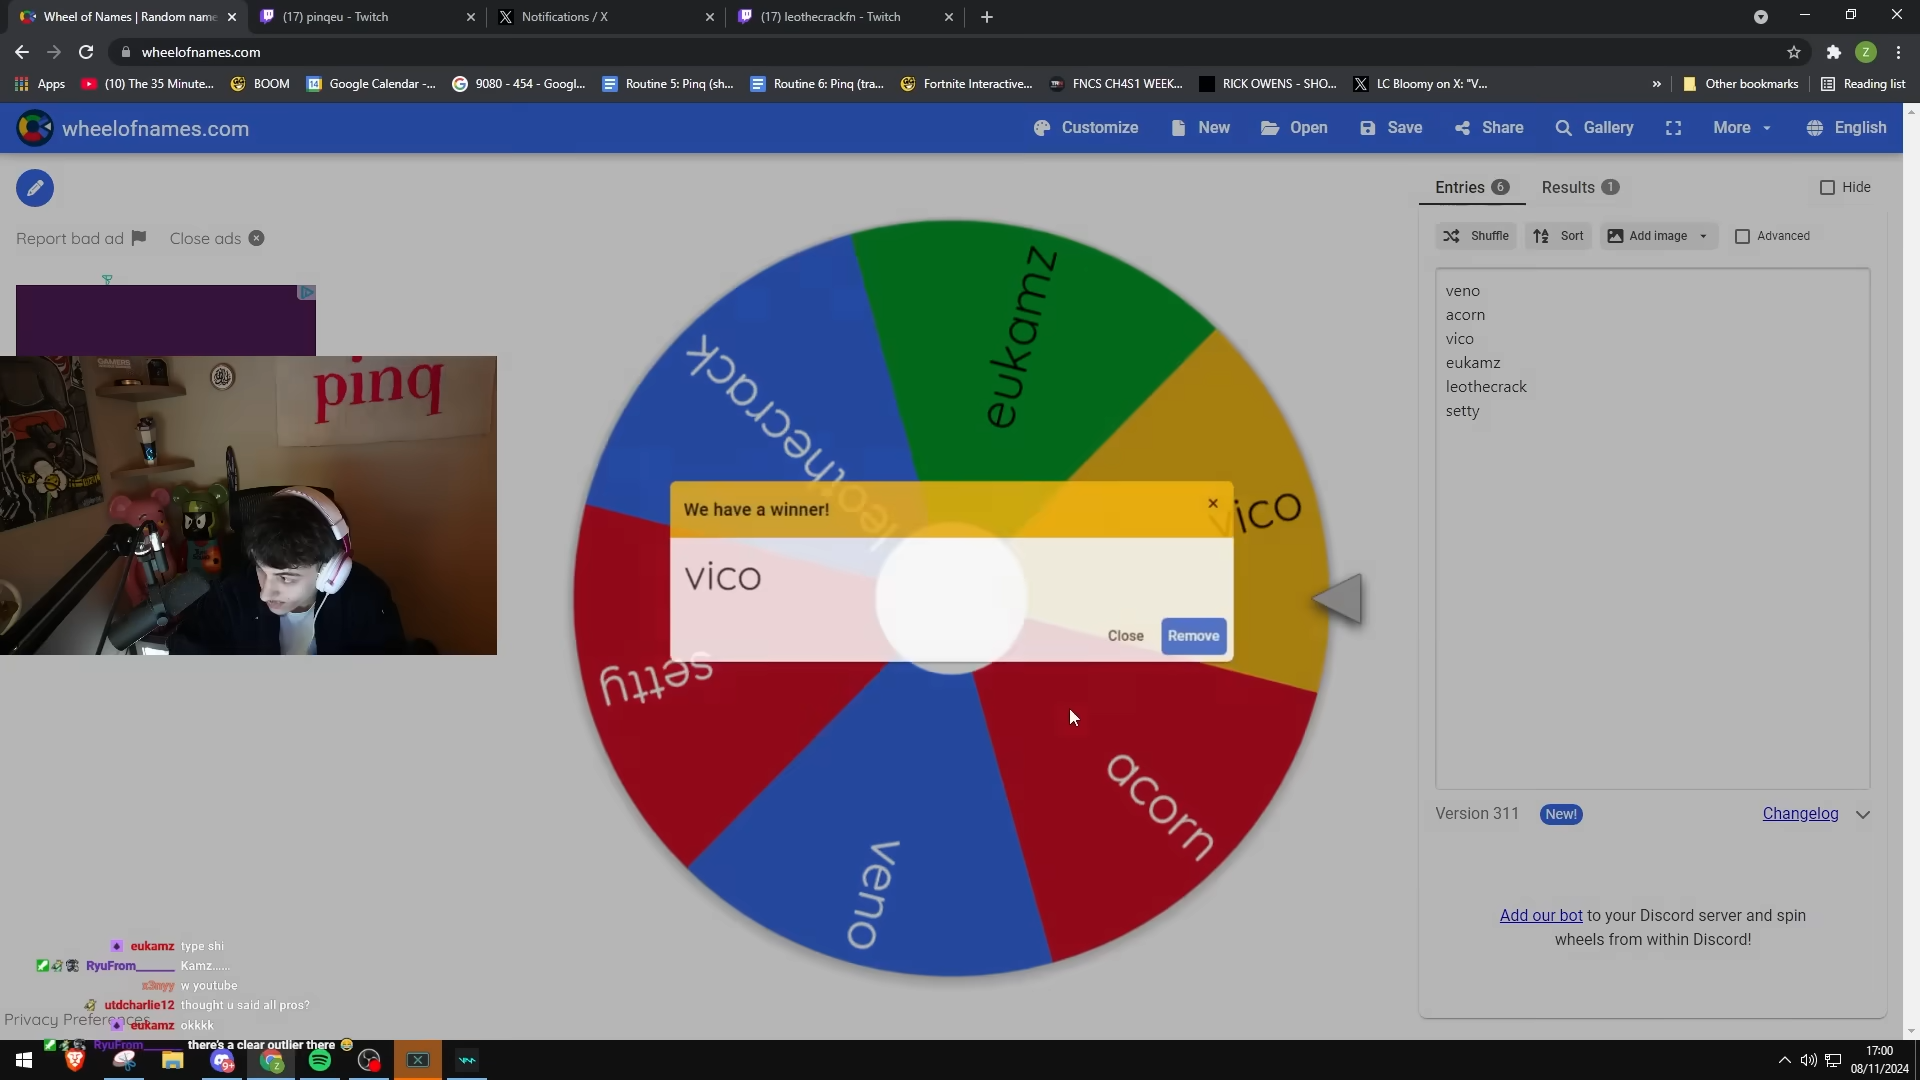 Wheel of Names | Random name
(17) pinqeu - Twitch
Notifications / X
(17) leothecrackfn - Twitch
wheelofnames.com
Z
Apps
(10) The 35 Minute...
BOOM
Google Calendar -...
9080 - 454 - Googl...
Routine 5: Pinq (sh...
Routine 6: Pinq (tra...
Fortnite Interactive...
FNCS CH4S1 WEEK...
RICK OWENS - SHO...
LC Bloomy on X: "V...
»
Other bookmarks
Reading list
wheelofnames.com
Customize
New
Open
Save
Share
Gallery
More
English
Report bad ad
Close ads
Entries 6
Results 1
Hide
Shuffle
Sort
Add image
Advanced
veno
acorn
vico
eukamz
leothecrack
setty
pinq
eukamz
leothecrack
vico
setty
acorn
veno
We have a winner!
vico
Close
Remove
Version 311
New!
Changelog
Add our bot to your Discord server and spin
wheels from within Discord!
eukamz type shi
RyuFrom______ Kamz......
x3nyy w youtube
utdcharlie12 thought u said all pros?
Privacy Preferences
eukamz okkkk
RyuFrom______ there's a clear outlier there
9+
17:00
08/11/2024